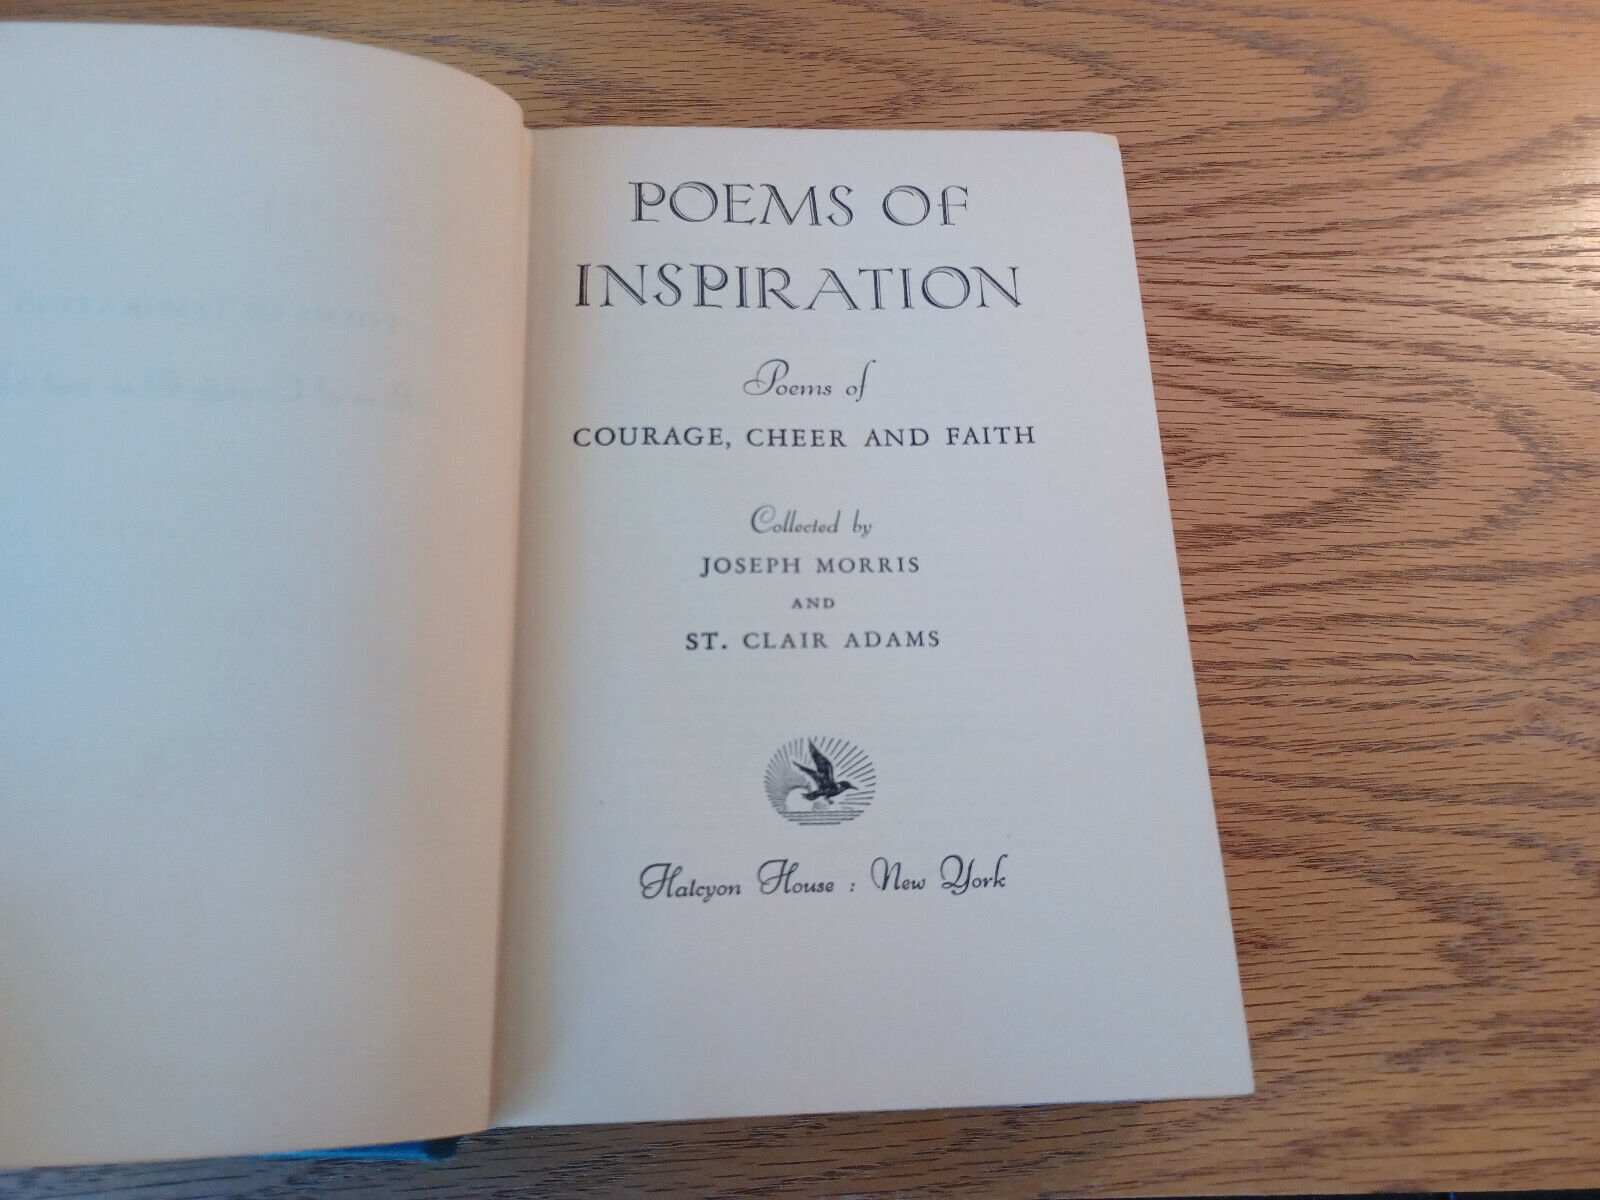 POEMS OF
INSPIRATION
Poems of
COURAGE, CHEER AND FAITH
Collected by
JOSEPH MORRIS
AND
ST. CLAIR ADAMS
Halcyon House : New York